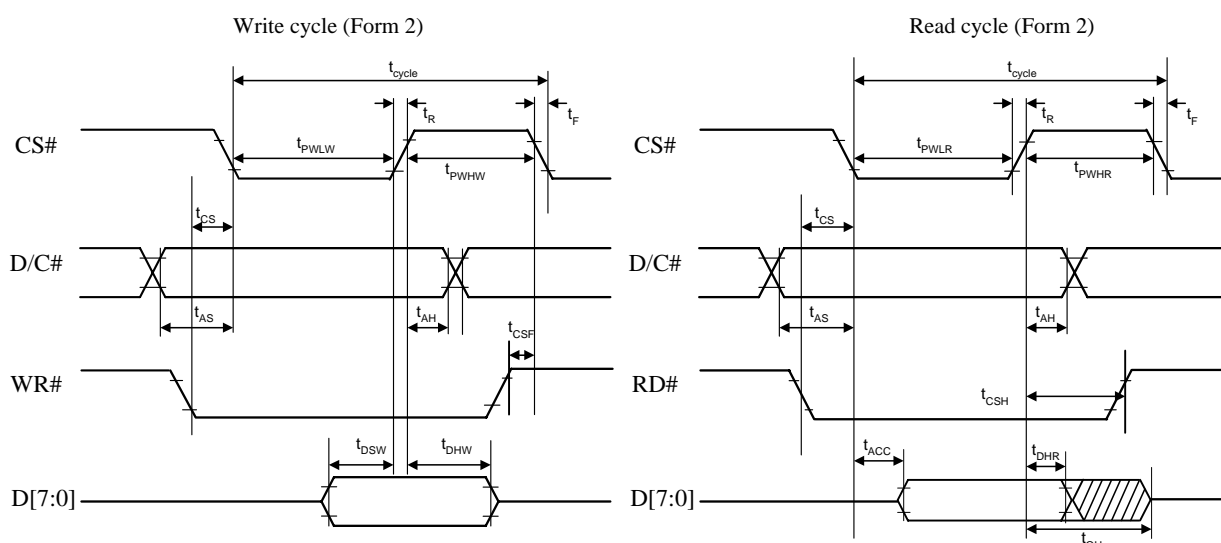 Write cycle (Form 2)
tcycle
tR
tF
CS#
tPWLW
tPWHW
tCS
D/C#
tAS
tAH
tCSF
WR#
tDSW
tDHW
D[7:0]
Read cycle (Form 2)
tcycle
tR
tF
CS#
tPWLR
tPWHR
tCS
D/C#
tAS
tAH
RD#
tCSH
tACC
tDHR
D[7:0]